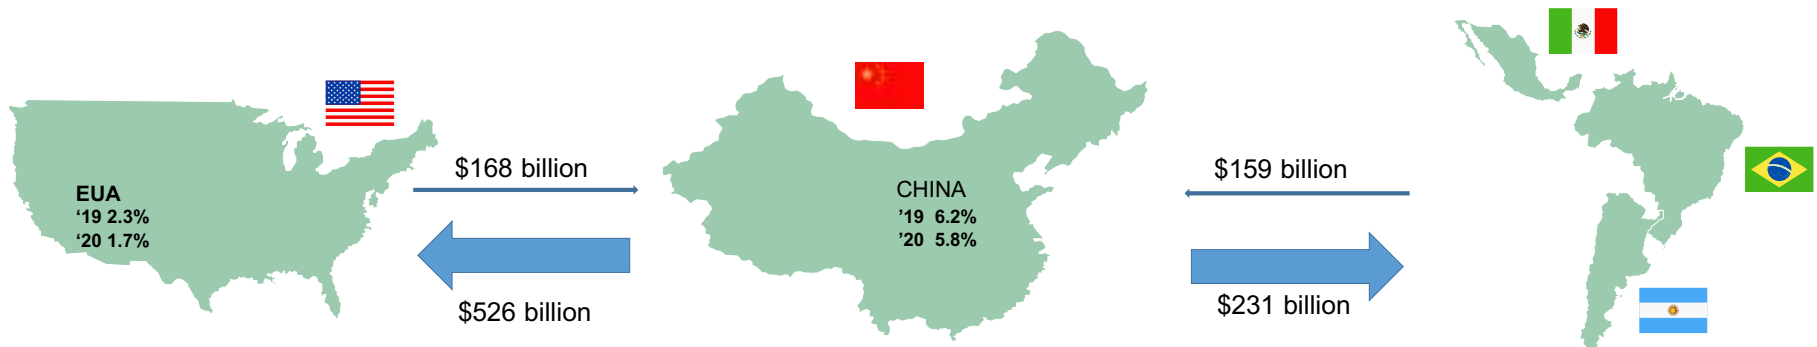 $168 billion
$159 billion
EUA
‘19 2.3%
‘20 1.7%
CHINA
’19 6.2%
’20 5.8%
$526 billion
$231 billion